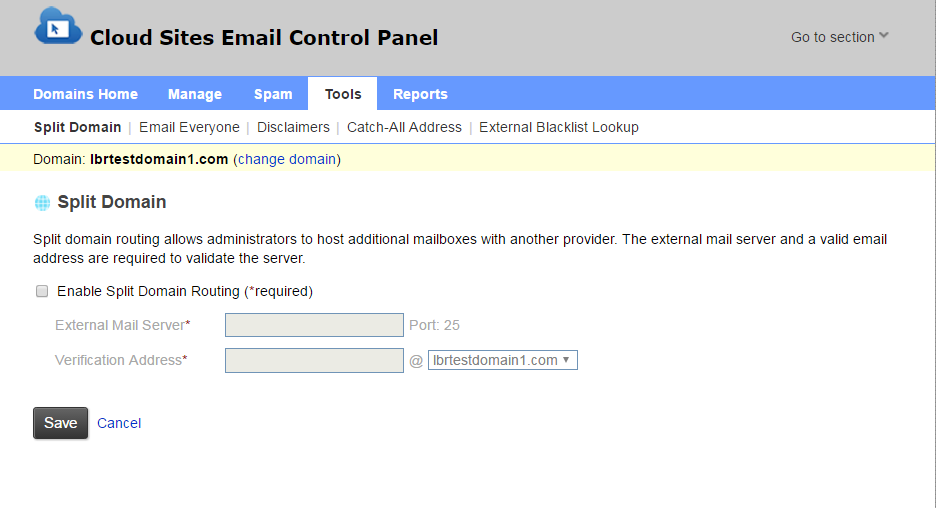 Cloud Sites Email Control Panel
Go to section
Domains Home Manage Spam Tools Reports
Split Domain | Email Everyone | Disclaimers | Catch-All Address | External Blacklist Lookup
Domain: lbrtestdomain1.com (change domain)
Split Domain
Split domain routing allows administrators to host additional mailboxes with another provider. The external mail server and a valid email
address are required to validate the server.
Enable Split Domain Routing (*required)
External Mail Server* Port: 25
Verification Address* @ lbrtestdomain1.com
Save Cancel